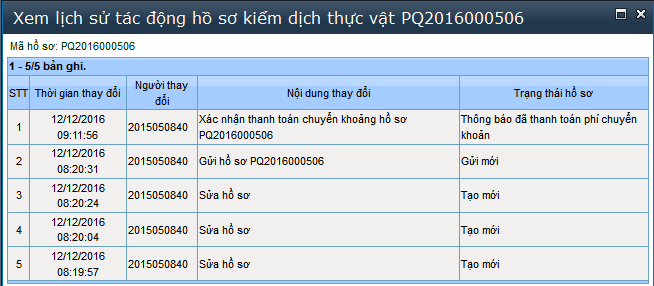 Xem lịch sử tác động hồ sơ kiểm dịch thực vật PQ2016000506
Mã hồ sơ: PQ2016000506
1 - 5/5 bản ghi.
STT Thời gian thay đổi Người thay đổi Nội dung thay đổi Trạng thái hồ sơ
1 12/12/2016 09:11:56 2015050840 Xác nhận thanh toán chuyển khoảng hồ sơ PQ2016000506 Thông báo đã thanh toán phí chuyển khoản
2 12/12/2016 08:20:31 2015050840 Gửi hồ sơ PQ2016000506 Gửi mới
3 12/12/2016 08:20:24 2015050840 Sửa hồ sơ Tạo mới
4 12/12/2016 08:20:04 2015050840 Sửa hồ sơ Tạo mới
5 12/12/2016 08:19:57 2015050840 Sửa hồ sơ Tạo mới